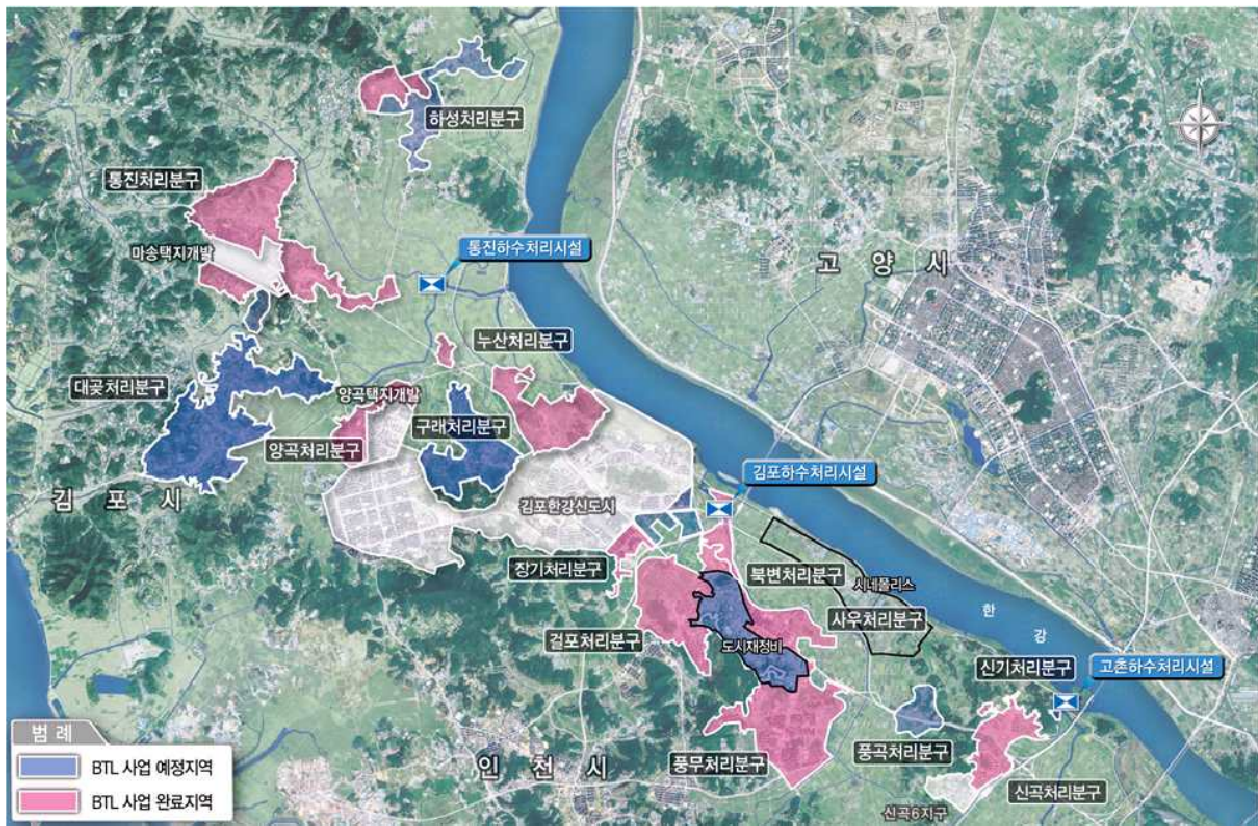 하성처리분구
통진처리분구
마송택지개발
통진하수처리시설
고 양 시
누산처리분구
대곶처리분구
양곡택지개발
구래처리분구
양곡처리분구
김포하수처리시설
김 포 시
김포한강신도시
장기처리분구
북변처리분구
시네폴리스
사우처리분구
한
강
걸포처리분구
도시재정비
신기처리분구
고촌하수처리시설
풍곡처리분구
풍무처리분구
인 천 시
신곡처리분구
신곡6지구
범 례
BTL 사업 예정지역
BTL 사업 완료지역